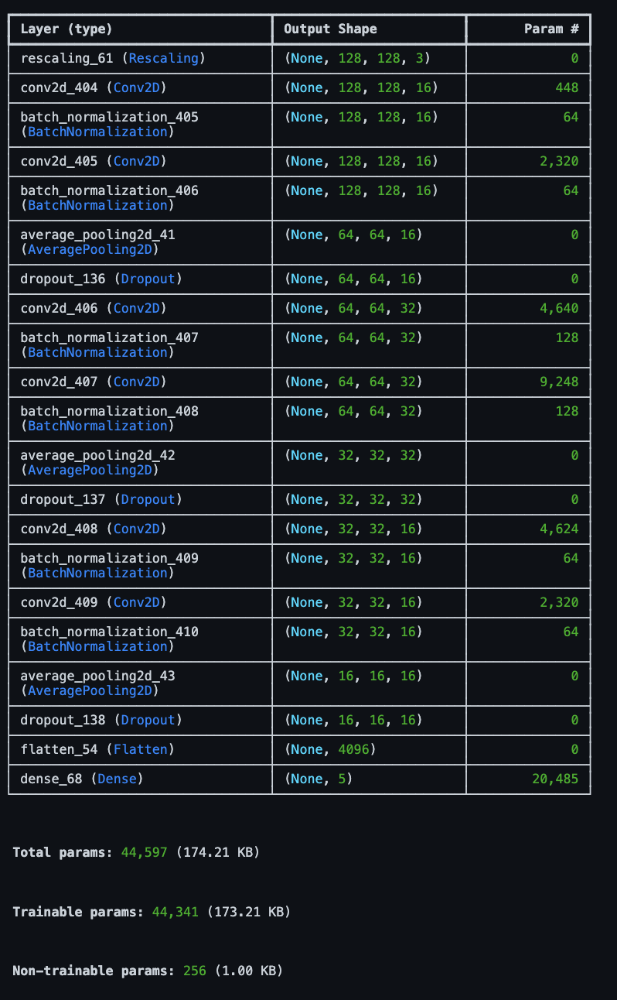 Layer (type) Output Shape Param #
rescaling_61 (Rescaling) (None, 128, 128, 3) 0
conv2d_404 (Conv2D) (None, 128, 128, 16) 448
batch_normalization_405 (None, 128, 128, 16) 64
(BatchNormalization)
conv2d_405 (Conv2D) (None, 128, 128, 16) 2,320
batch_normalization_406 (None, 128, 128, 16) 64
(BatchNormalization)
average_pooling2d_41 (None, 64, 64, 16) 0
(AveragePooling2D)
dropout_136 (Dropout) (None, 64, 64, 16) 0
conv2d_406 (Conv2D) (None, 64, 64, 32) 4,640
batch_normalization_407 (None, 64, 64, 32) 128
(BatchNormalization)
conv2d_407 (Conv2D) (None, 64, 64, 32) 9,248
batch_normalization_408 (None, 64, 64, 32) 128
(BatchNormalization)
average_pooling2d_42 (None, 32, 32, 32) 0
(AveragePooling2D)
dropout_137 (Dropout) (None, 32, 32, 32) 0
conv2d_408 (Conv2D) (None, 32, 32, 16) 4,624
batch_normalization_409 (None, 32, 32, 16) 64
(BatchNormalization)
conv2d_409 (Conv2D) (None, 32, 32, 16) 2,320
batch_normalization_410 (None, 32, 32, 16) 64
(BatchNormalization)
average_pooling2d_43 (None, 16, 16, 16) 0
(AveragePooling2D)
dropout_138 (Dropout) (None, 16, 16, 16) 0
flatten_54 (Flatten) (None, 4096) 0
dense_68 (Dense) (None, 5) 20,485
Total params: 44,597 (174.21 KB)
Trainable params: 44,341 (173.21 KB)
Non-trainable params: 256 (1.00 KB)